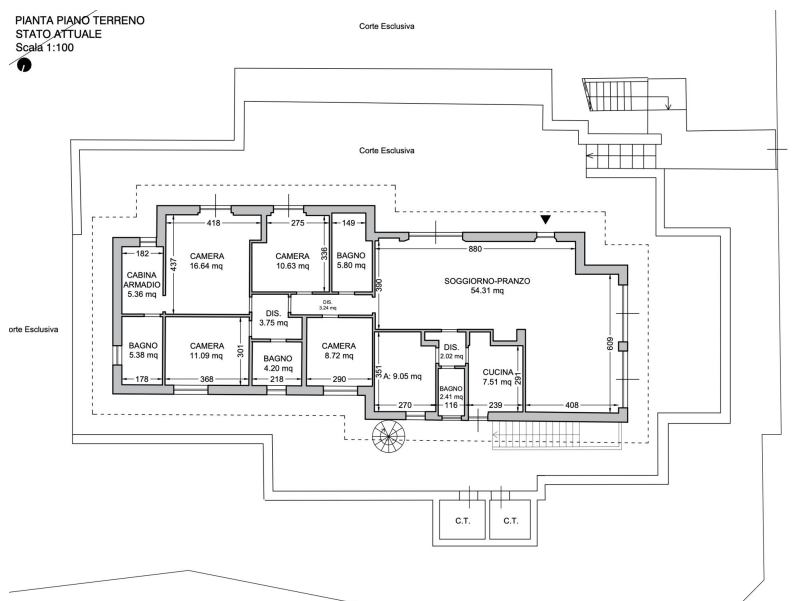 PIANTA PIANO TERRENO
STATO ATTUALE
Scala 1:100
Corte Esclusiva
Corte Esclusiva
418
275
149
880
182
CAMERA
16.64 mq
437
CAMERA
10.63 mq
336
BAGNO
5.80 mq
390
CABINA
ARMADIO
5.36 mq
SOGGIORNO-PRANZO
54.31 mq
DIS.
3.24 mq
DIS.
3.75 mq
orte Esclusiva
BAGNO
5.38 mq
CAMERA
11.09 mq
301
BAGNO
4.20 mq
CAMERA
8.72 mq
351
A: 9.05 mq
DIS.
2.02 mq
BAGNO
2.41 mq
CUCINA
7.51 mq
291
609
178
368
218
290
270
116
239
408
C.T.
C.T.